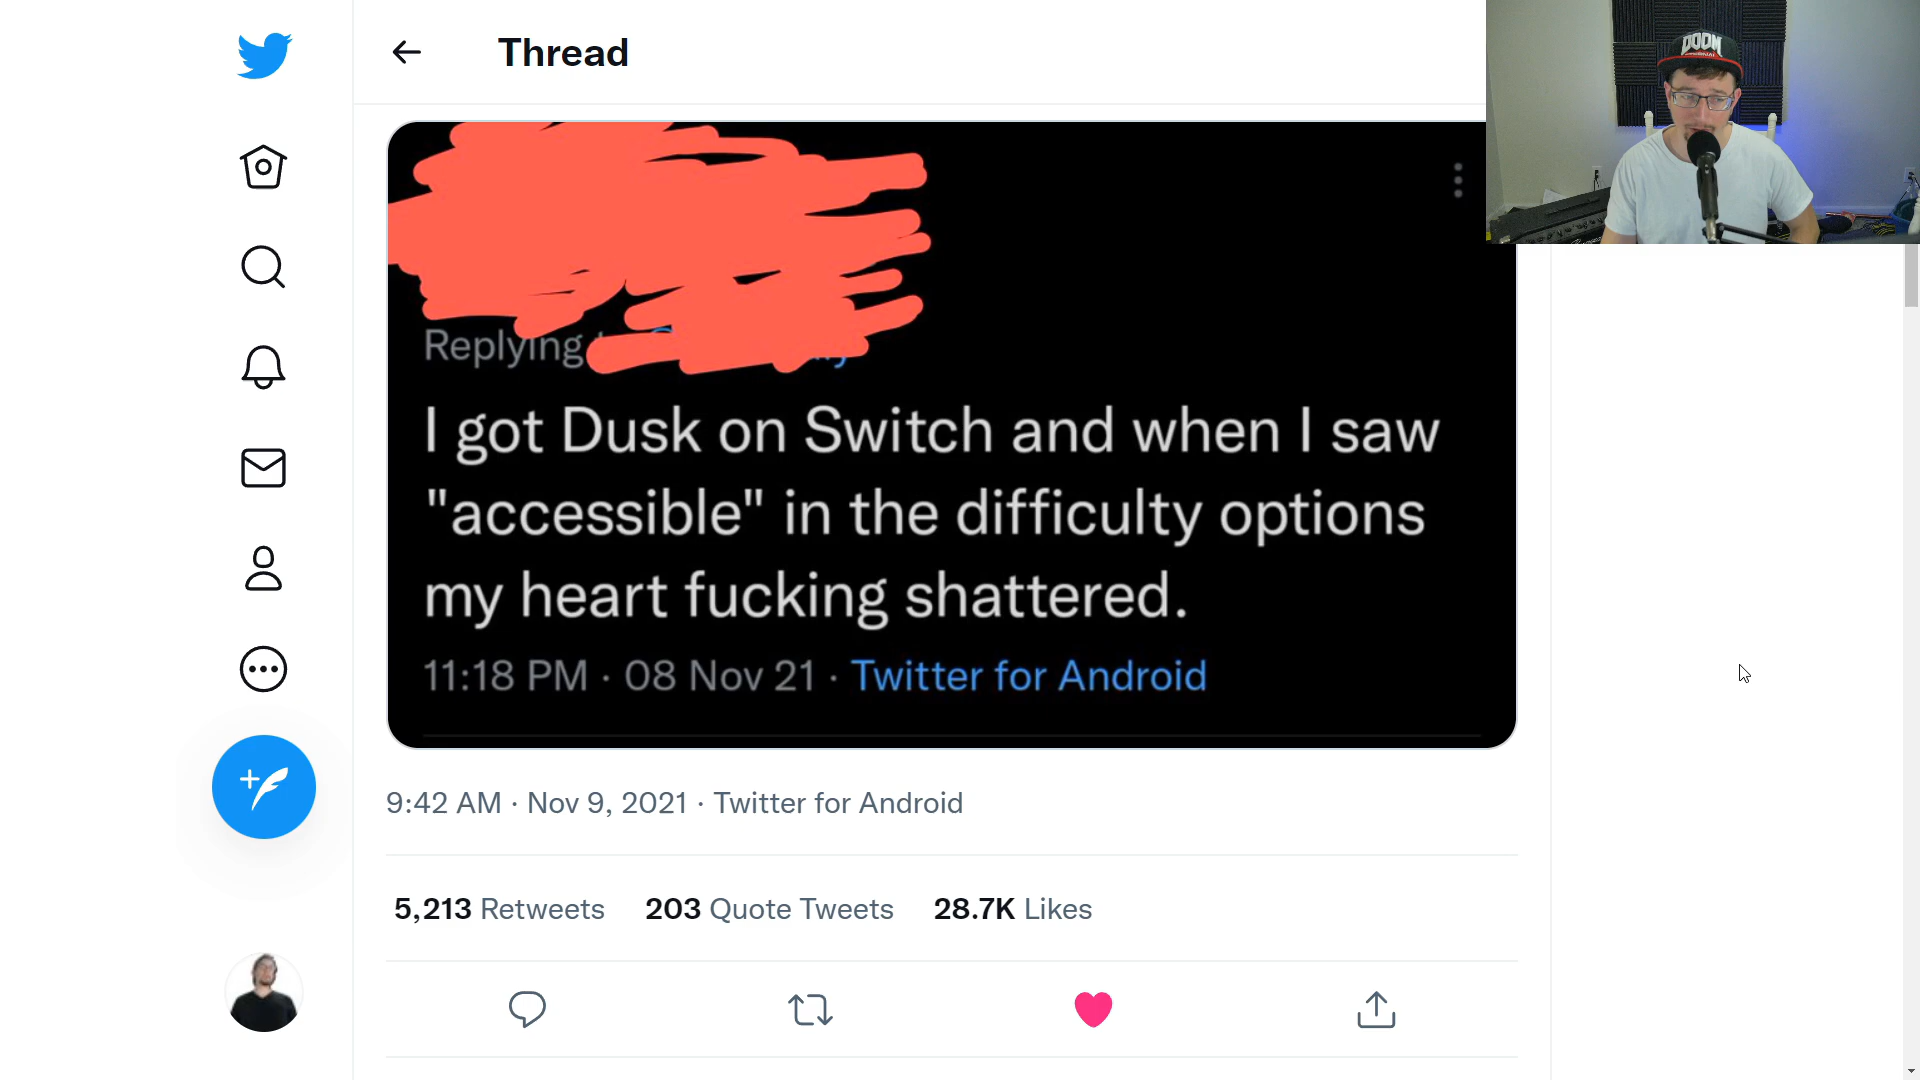 Thread
DOOM
Replying
I got Dusk on Switch and when I saw
"accessible" in the difficulty options
my heart fucking shattered.
11:18 PM · 08 Nov 21 · Twitter for Android
9:42 AM · Nov 9, 2021 · Twitter for Android
5,213 Retweets 203 Quote Tweets 28.7K Likes